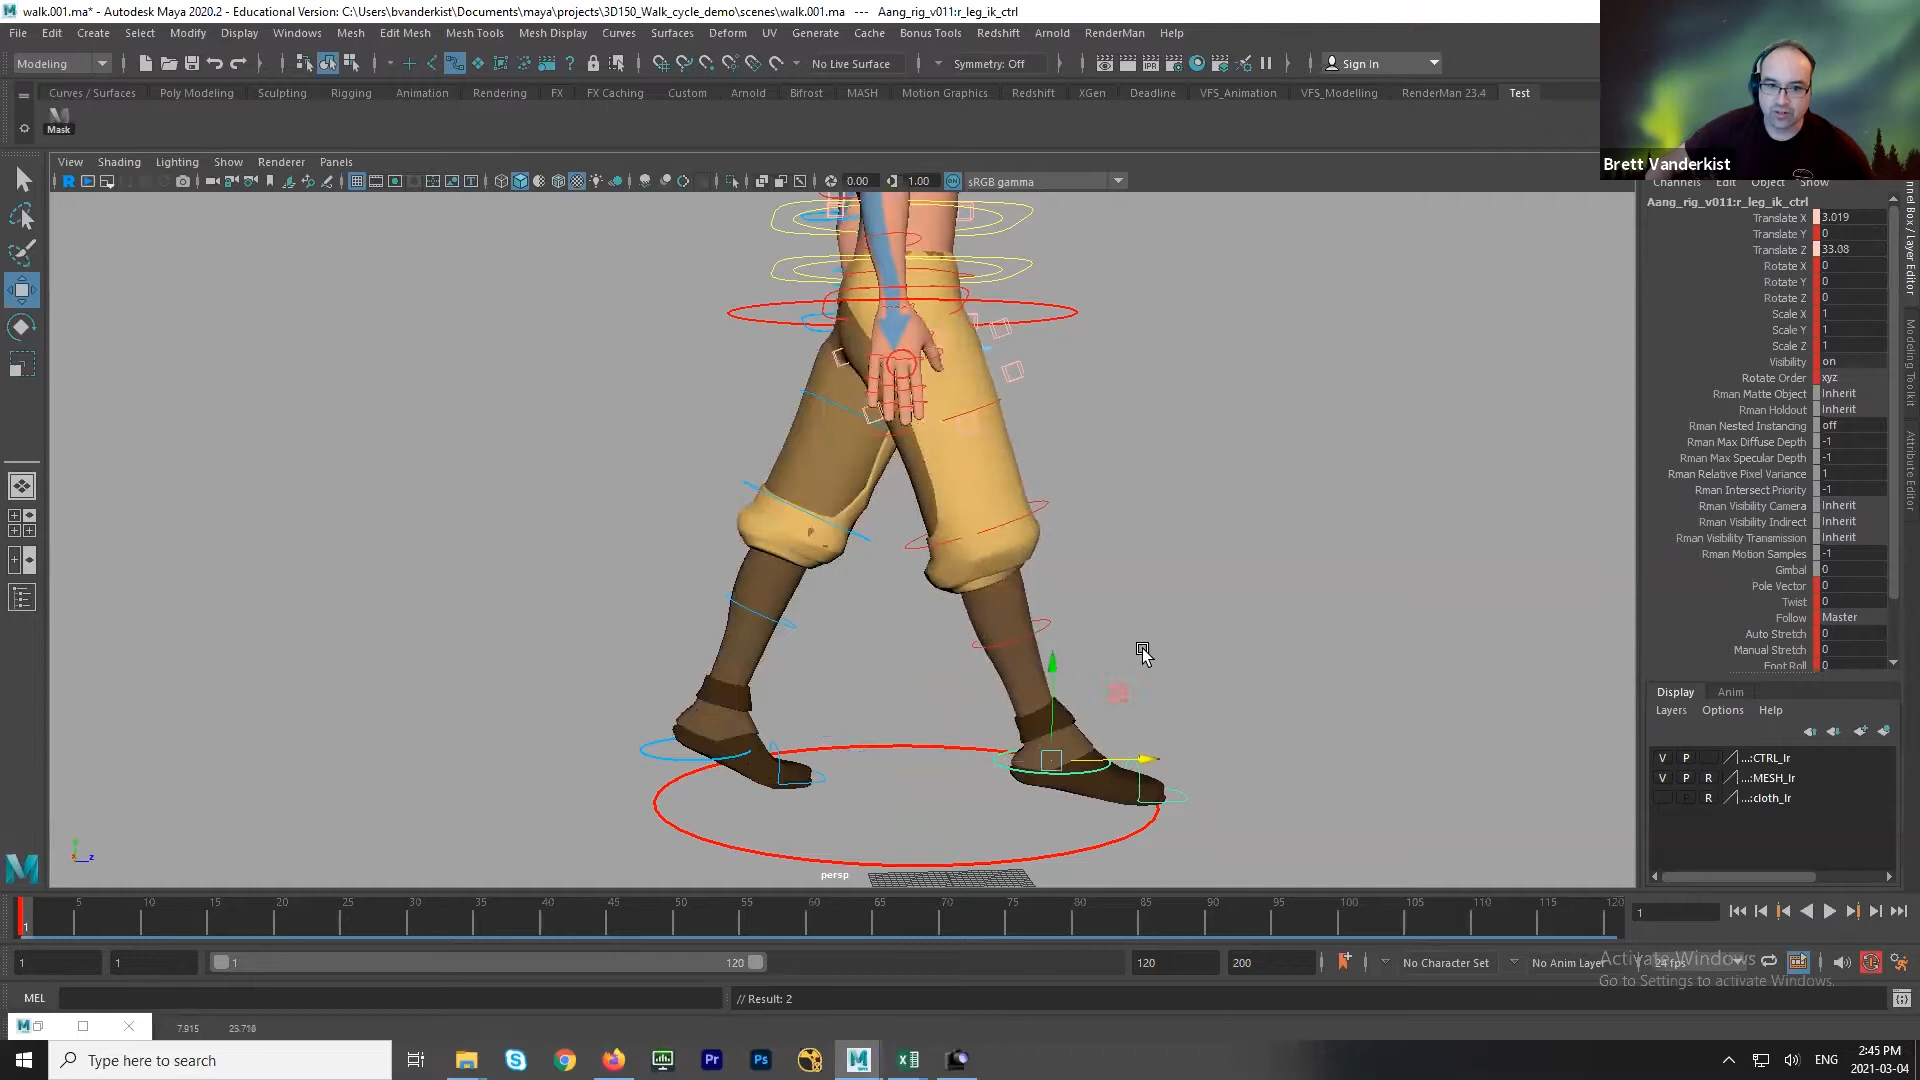 walk.001.ma* - Autodesk Maya 2020.2 - Educational Version: C:\Users\bvanderkist\Documents\maya\projects\3D150_Walk_cycle_demo\scenes\walk.001.ma --- Aang_rig_v011:r_leg_ik_ctrl
File Edit Create Select Modify Display Windows Mesh Edit Mesh Mesh Tools Mesh Display Curves Surfaces Deform UV Generate Cache Bonus Tools Redshift Arnold RenderMan Help
Modeling No Live Surface Symmetry: Off Sign In
Curves / Surfaces Poly Modeling Sculpting Rigging Animation Rendering FX FX Caching Custom Arnold Bifrost MASH Motion Graphics Redshift XGen Deadline VFS_Animation VFS_Modelling RenderMan 23.4 Test
Mask
Brett Vanderkist
View Shading Lighting Show Renderer Panels
0.00 1.00 sRGB gamma
Channels Edit Object Show
Aang_rig_v011:r_leg_ik_ctrl
Translate X 3.019
Translate Y 0
Translate Z 33.08
Rotate X 0
Rotate Y 0
Rotate Z 0
Scale X 1
Scale Y 1
Scale Z 1
Visibility on
Rotate Order xyz
Rman Matte Object Inherit
Rman Holdout Inherit
Rman Nested Instancing off
Rman Max Diffuse Depth -1
Rman Max Specular Depth -1
Rman Relative Pixel Variance 1
Rman Intersect Priority -1
Rman Visibility Camera Inherit
Rman Visibility Indirect Inherit
Rman Visibility Transmission Inherit
Rman Motion Samples -1
Gimbal 0
Pole Vector 0
Twist 0
Follow Master
Auto Stretch 0
Manual Stretch 0
Foot Roll 0
Channel Box / Layer Editor
Modeling Toolkit
Attribute Editor
Display Anim
Layers Options Help
V P ...:CTRL_lr
V P R ...:MESH_lr
P R ...:cloth_lr
x z
persp
5 10 15 20 25 30 35 40 45 50 55 60 65 70 75 80 85 90 95 100 105 110 115 120
1 1
1 1 1 120 120 200 No Character Set No Anim Layer 24 fps
Activate Windows
Go to Settings to activate Windows.
MEL // Result: 2
7.915
Type here to search
Pr Ps M
ENG
2:45 PM
2021-03-04